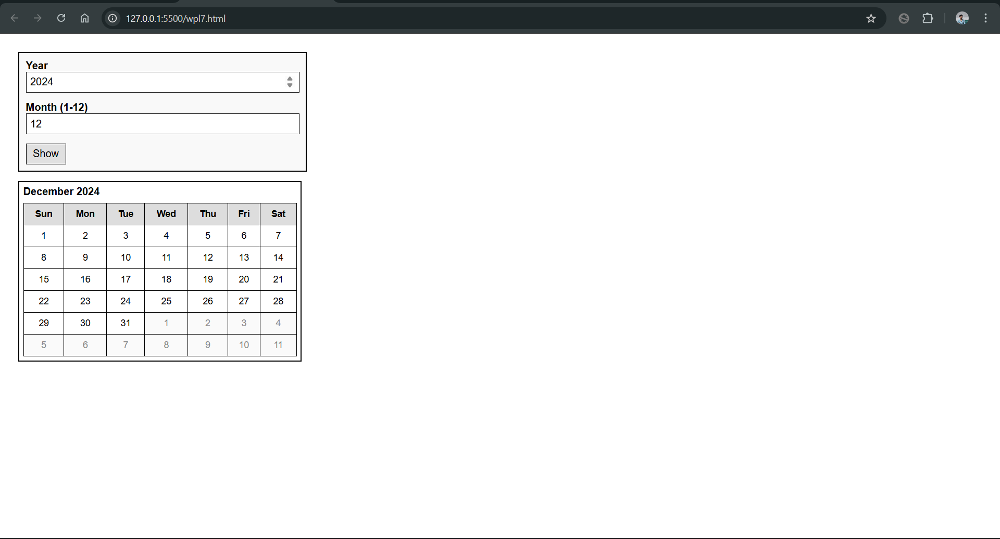 127.0.0.1:5500/wpl7.html
Year
2024
Month (1-12)
12
Show
December 2024
Sun Mon Tue Wed Thu Fri Sat
1 2 3 4 5 6 7
8 9 10 11 12 13 14
15 16 17 18 19 20 21
22 23 24 25 26 27 28
29 30 31 1 2 3 4
5 6 7 8 9 10 11